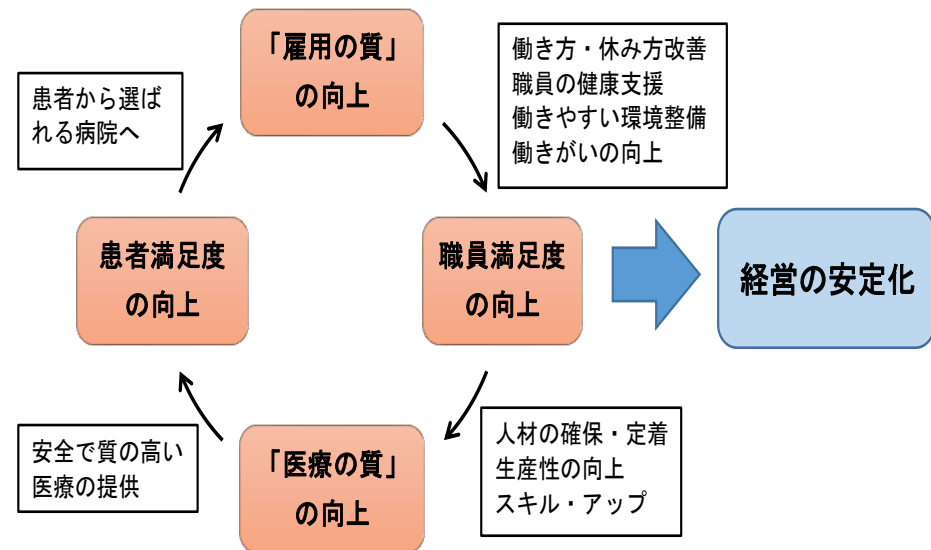 「雇用の質」
の向上
働き方・休み方改善
職員の健康支援
働きやすい環境整備
働きがいの向上
患者から選ば
れる病院へ
患者満足度
の向上
職員満足度
の向上
経営の安定化
安全で質の高い
医療の提供
「医療の質」
の向上
人材の確保・定着
生産性の向上
スキル・アップ